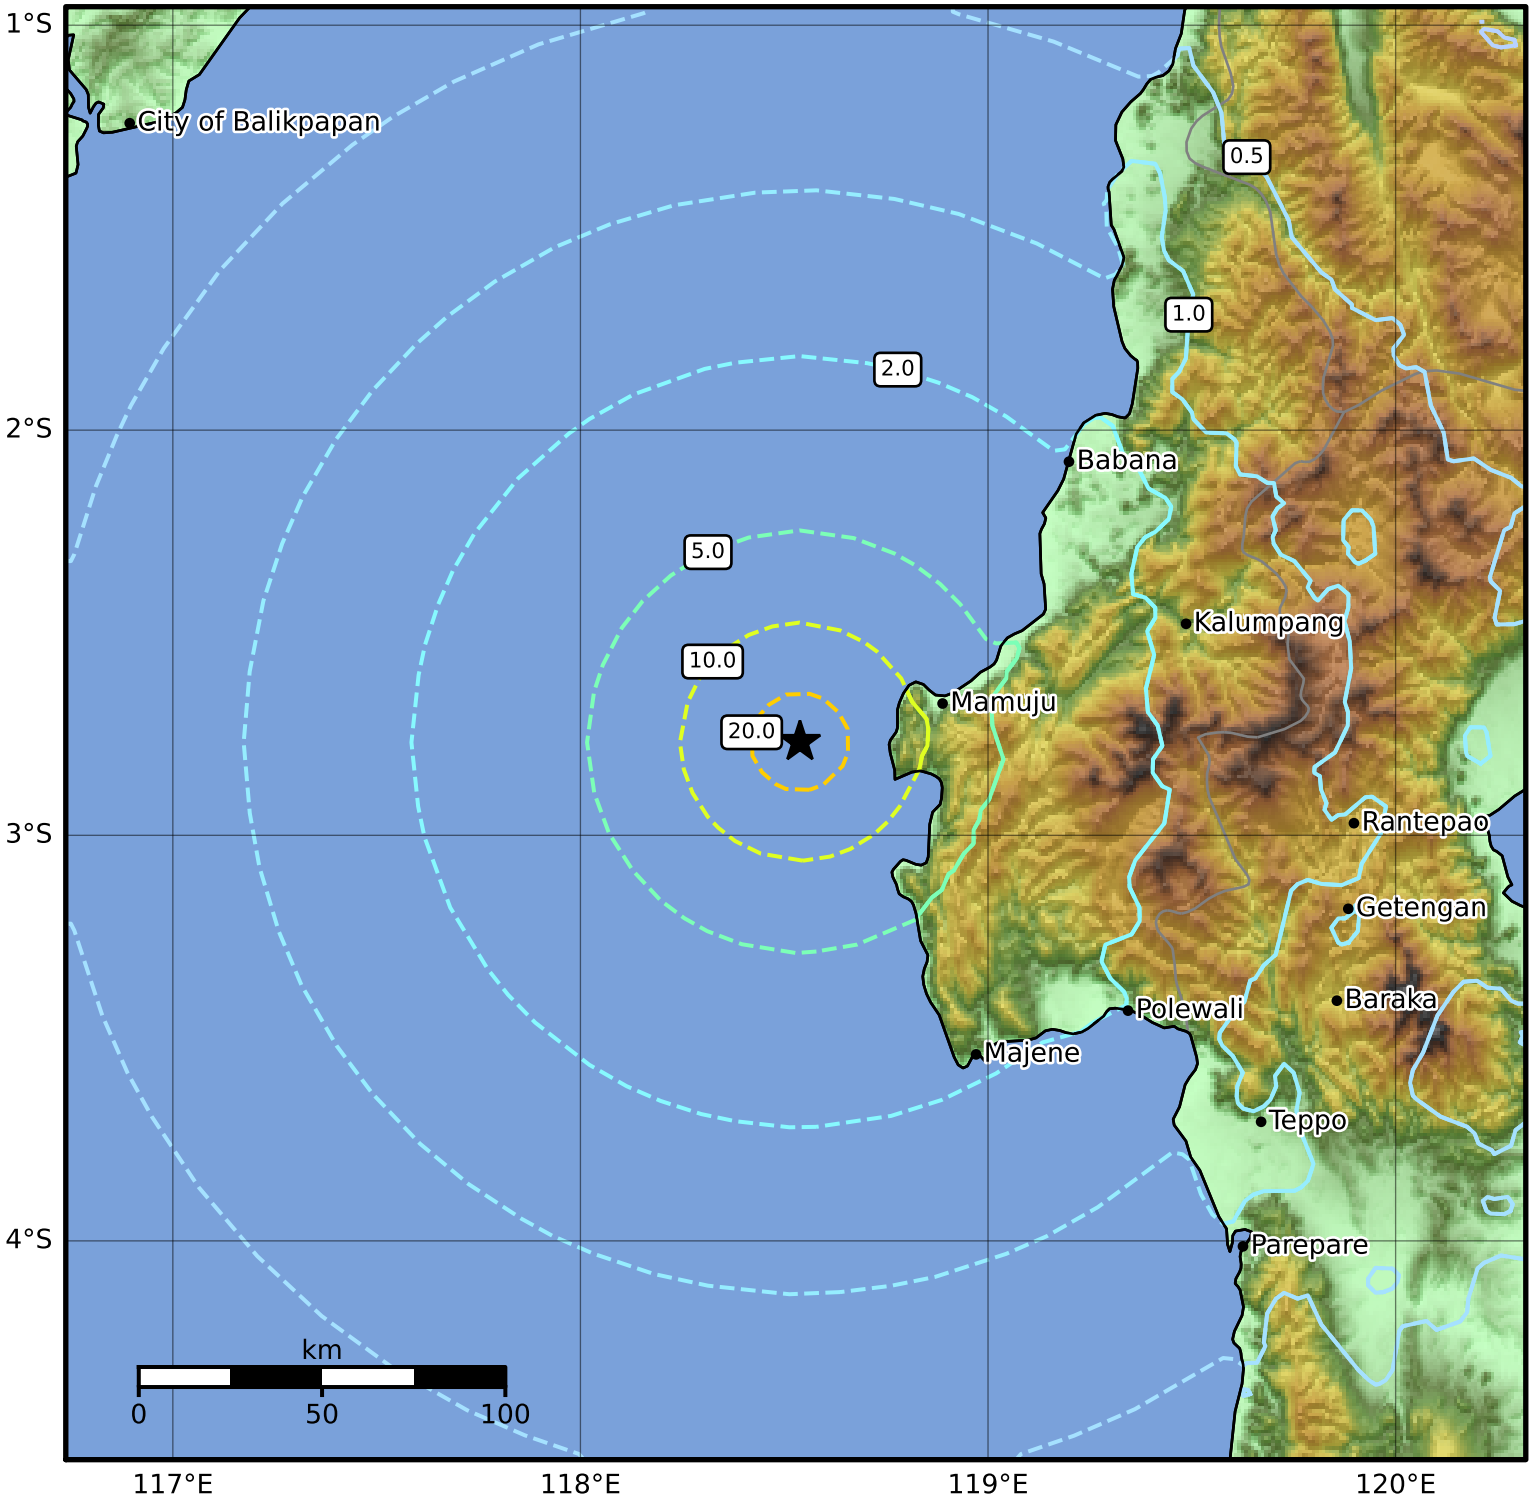 1°S
City of Balikpapan
0.5
1.0
2.0
2°S
Babana
5.0
Kalumpang
10.0
Mamuju
20.0
Rantepao
3°S
Getengan
Baraka
Polewali
Majene
Teppo
4°S
Parepare
km
0 50 100
117°E 118°E 119°E 120°E